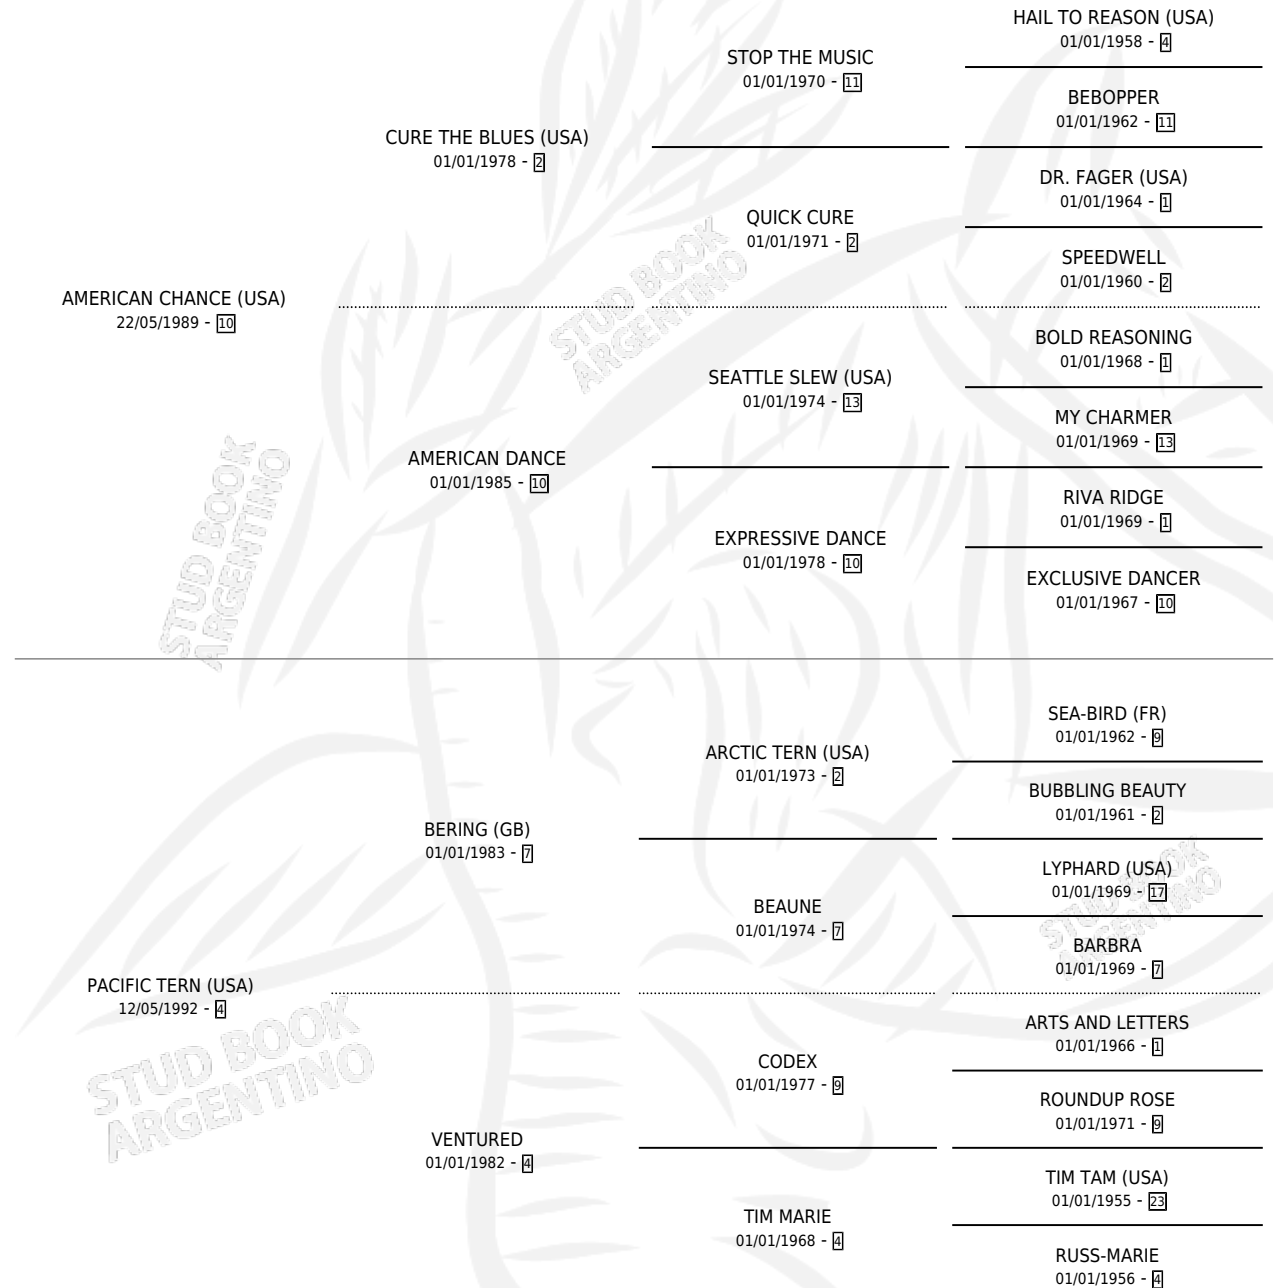 HAIL TO REASON (USA)
01/01/1958 - 4
STOP THE MUSIC
01/01/1970 - 11
BEBOPPER
01/01/1962 - 11
CURE THE BLUES (USA)
01/01/1978 - 2
DR. FAGER (USA)
01/01/1964 - 1
QUICK CURE
01/01/1971 - 2
SPEEDWELL
01/01/1960 - 2
AMERICAN CHANCE (USA)
22/05/1989 - 10
STUD BOOK
ARGENTINO
BOLD REASONING
01/01/1968 - 1
SEATTLE SLEW (USA)
01/01/1974 - 13
MY CHARMER
01/01/1969 - 13
AMERICAN DANCE
01/01/1985 - 10
RIVA RIDGE
01/01/1969 - 1
EXPRESSIVE DANCE
01/01/1978 - 10
EXCLUSIVE DANCER
01/01/1967 - 10
STUD BOOK
ARGENTINO
SEA-BIRD (FR)
01/01/1962 - 9
ARCTIC TERN (USA)
01/01/1973 - 2
BUBBLING BEAUTY
01/01/1961 - 2
BERING (GB)
01/01/1983 - 7
LYPHARD (USA)
01/01/1969 - 17
BEAUNE
01/01/1974 - 7
STUD BOOK
ARGENTINO
BARBRA
01/01/1969 - 7
PACIFIC TERN (USA)
12/05/1992 - 4
STUD BOOK
ARGENTINO
ARTS AND LETTERS
01/01/1966 - 1
CODEX
01/01/1977 - 9
ROUNDUP ROSE
01/01/1971 - 9
VENTURED
01/01/1982 - 4
TIM TAM (USA)
01/01/1955 - 23
TIM MARIE
01/01/1968 - 4
RUSS-MARIE
01/01/1956 - 4